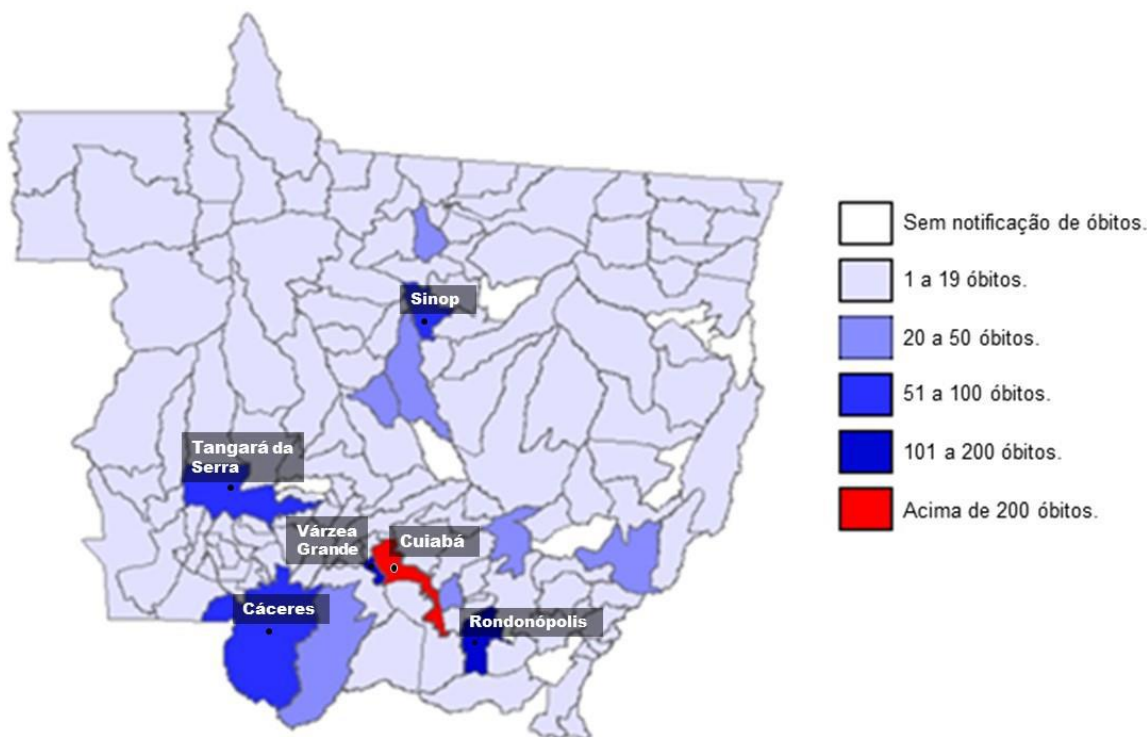 Sinop
Tangará da
Serra
Várzea
Grande
Cuiabá
Cáceres
Rondonópolis
Sem notificação de óbitos.
1 a 19 óbitos.
20 a 50 óbitos.
51 a 100 óbitos.
101 a 200 óbitos.
Acima de 200 óbitos.